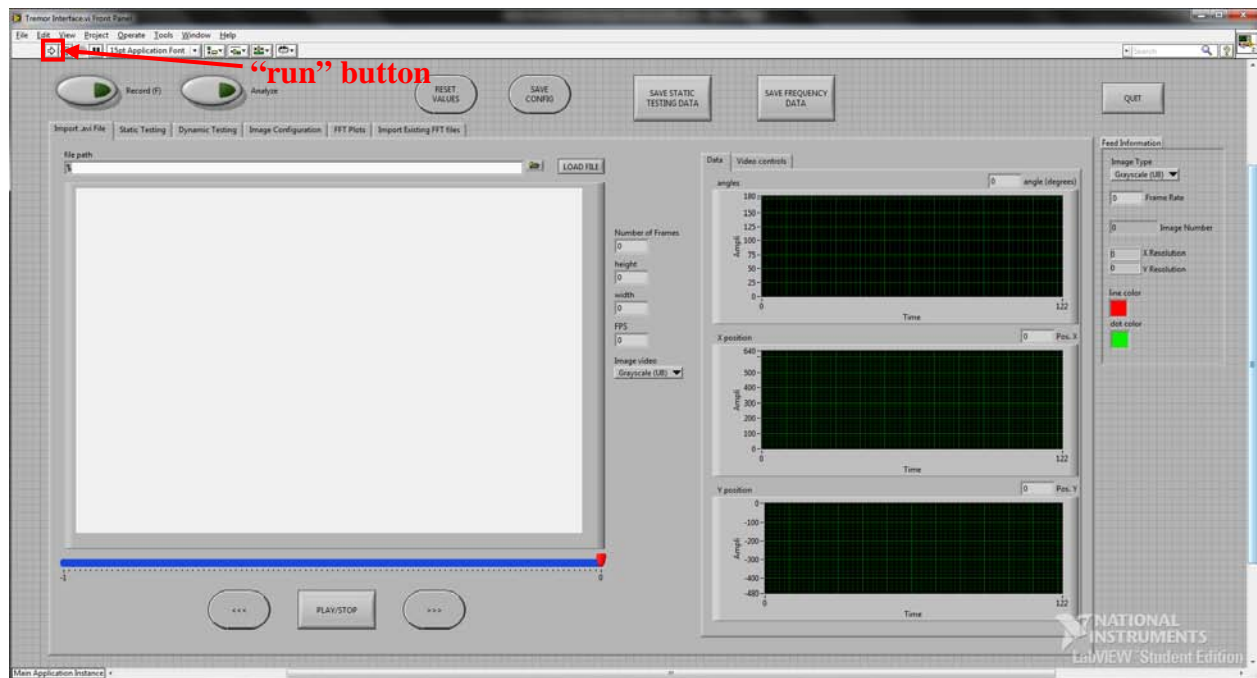 Tremor Interface.vi Front Panel
File Edit View Project Operate Tools Window Help
15pt Application Font
Search
"run" button
Record (F)
Analyze
RESET VALUES
SAVE CONFIG
SAVE STATIC TESTING DATA
SAVE FREQUENCY DATA
QUIT
Import .avi File Static Testing Dynamic Testing Image Configuration FFT Plots Import Existing FFT files
file path
LOAD FILE
Number of Frames
0
height
0
width
0
FPS
0
Image video
Grayscale (U8)
-1 0
<<< PLAY/STOP >>>
Data Video controls
angles 0 angle (degrees)
180
150
125
100
75
50
25
0
Ampli
0 122
Time
X position 0 Pos. X
640
500
400
300
200
100
0
Ampli
0 122
Time
Y position 0 Pos. Y
0
-100
-200
-300
-400
-480
Ampli
0 122
Time
Feed Information
Image Type
Grayscale (U8)
0 Frame Rate
0 Image Number
0 X Resolution
0 Y Resolution
line color
dot color
NATIONAL
INSTRUMENTS
LabVIEW Student Edition
Main Application Instance